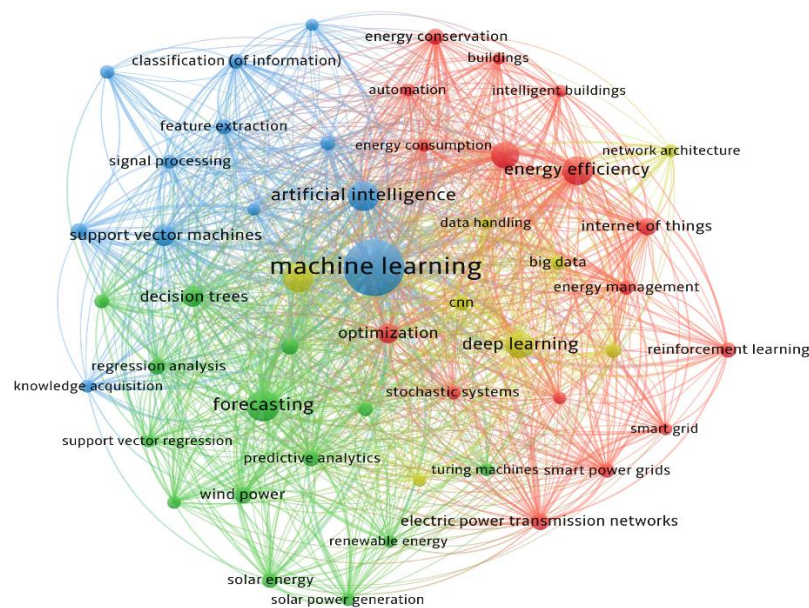 energy conservation
classification (of information)
buildings
automation
intelligent buildings
feature extraction
energy consumption
network architecture
signal processing
energy efficiency
artificial intelligence
data handling
internet of things
support vector machines
machine learning
big data
energy management
decision trees
cnn
optimization
deep learning
reinforcement learning
regression analysis
knowledge acquisition
stochastic systems
forecasting
smart grid
support vector regression
predictive analytics
turing machines
smart power grids
wind power
electric power transmission networks
renewable energy
solar energy
solar power generation